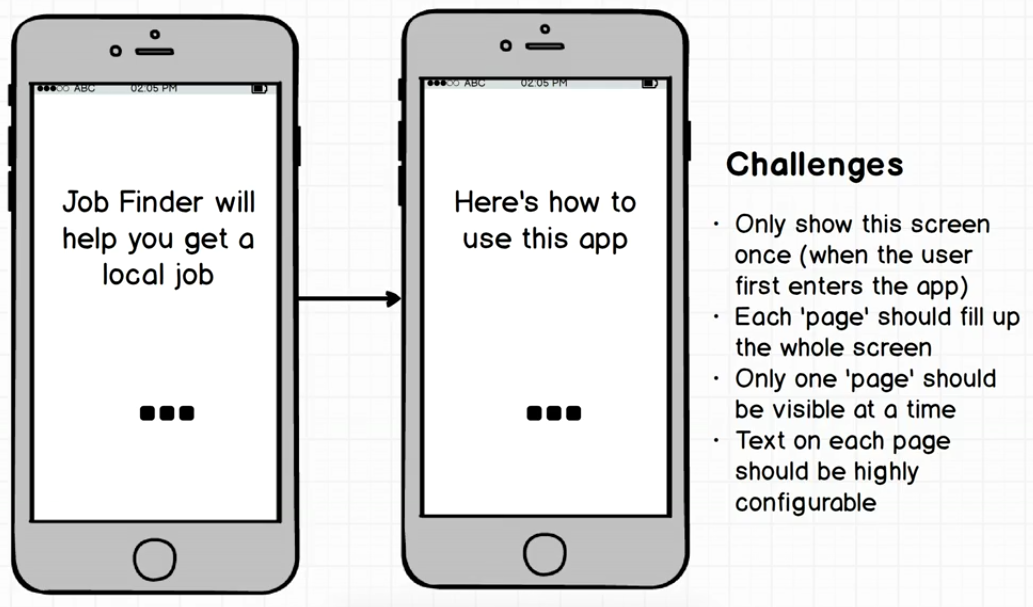 ABC 02:05 PM
Job Finder will
help you get a
local job
ABC 02:05 PM
Here's how to
use this app
Challenges
· Only show this screen
once (when the user
first enters the app)
· Each 'page' should fill up
the whole screen
· Only one 'page' should
be visible at a time
· Text on each page
should be highly
configurable